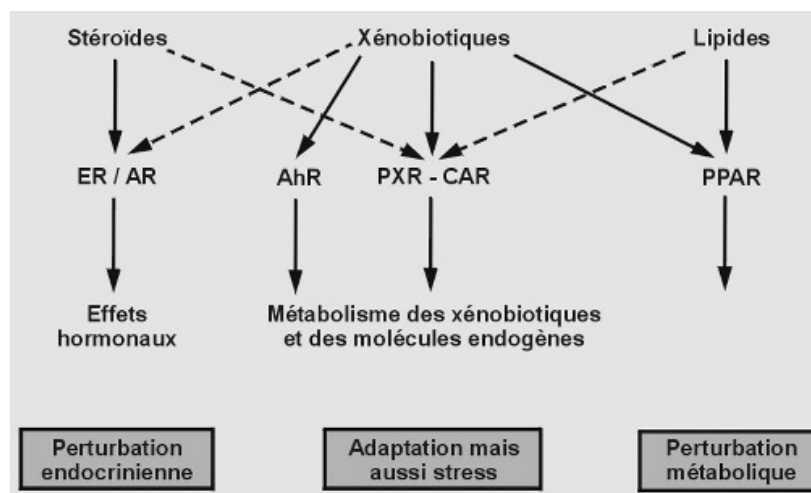 Stéroïdes Xénobiotiques Lipides
ER / AR AhR PXR - CAR PPAR
Effets
hormonaux
Métabolisme des xénobiotiques
et des molécules endogènes
Perturbation
endocrinienne
Adaptation mais
aussi stress
Perturbation
métabolique